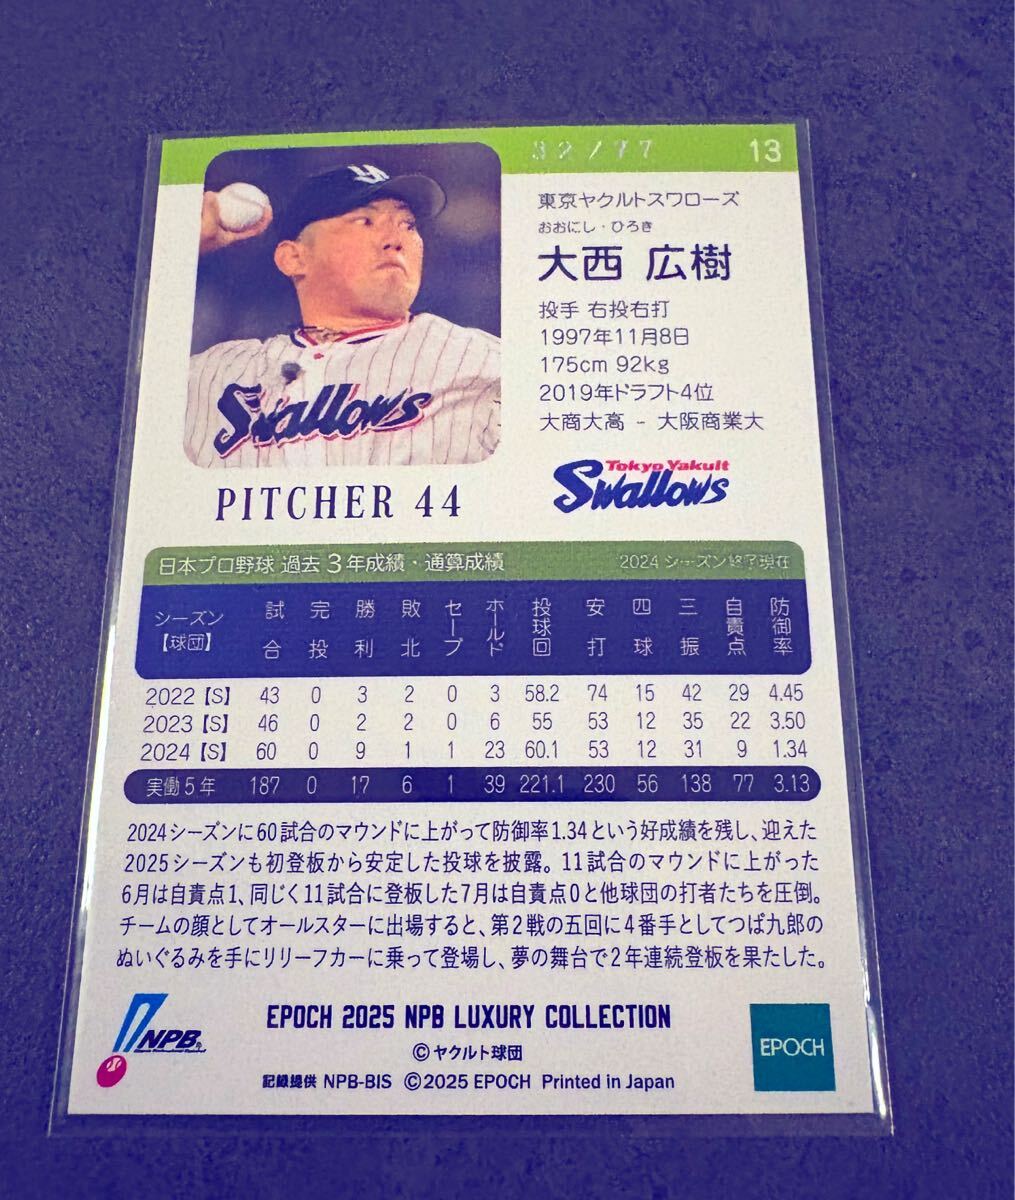 32/77
13
東京ヤクルトスワローズ
おおにし・ひろき
大西 広樹
投手 右投右打
1997年11月8日
175cm 92kg
2019年ドラフト4位
大商大高 - 大阪商業大
Swallows
PITCHER 44
Tokyo Yakult
Swallows
日本プロ野球 過去3年成績・通算成績 2024 シーズン終了現在
シーズン【球団】 試合 完投 勝利 敗北 セーブ ホールド 投球回 安打 四球 三振 自責点 防御率
2022【S】 43 0 3 2 0 3 58.2 74 15 42 29 4.45
2023【S】 46 0 2 2 0 6 55 53 12 35 22 3.50
2024【S】 60 0 9 1 1 23 60.1 53 12 31 9 1.34
実働5年 187 0 17 6 1 39 221.1 230 56 138 77 3.13
2024シーズンに60試合のマウンドに上がって防御率1.34という好成績を残し、迎えた
2025シーズンも初登板から安定した投球を披露。11試合のマウンドに上がった
6月は自責点1、同じく11試合に登板した7月は自責点0と他球団の打者たちを圧倒。
チームの顔としてオールスターに出場すると、第2戦の五回に4番手としてつば九郎の
ぬいぐるみを手にリリーフカーに乗って登場し、夢の舞台で2年連続登板を果たした。
NPB
EPOCH 2025 NPB LUXURY COLLECTION
©ヤクルト球団
記録提供 NPB-BIS ©2025 EPOCH Printed in Japan
EPOCH